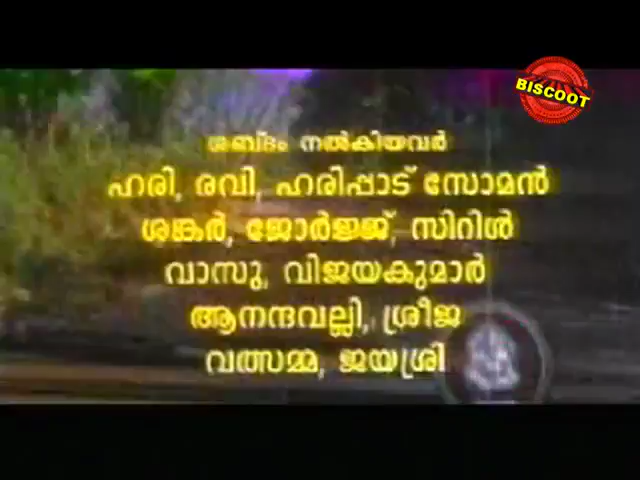 BISCOOT
ശബ്ദം നൽകിയവർ
ഹരി, രവി, ഹരിപ്പാട് സോമൻ
ശങ്കർ, ജോർജ്ജ്, സിറിൾ
വാസു, വിജയകുമാർ
ആനന്ദവല്ലി, ശ്രീജ
വത്സമ്മ, ജയശ്രി